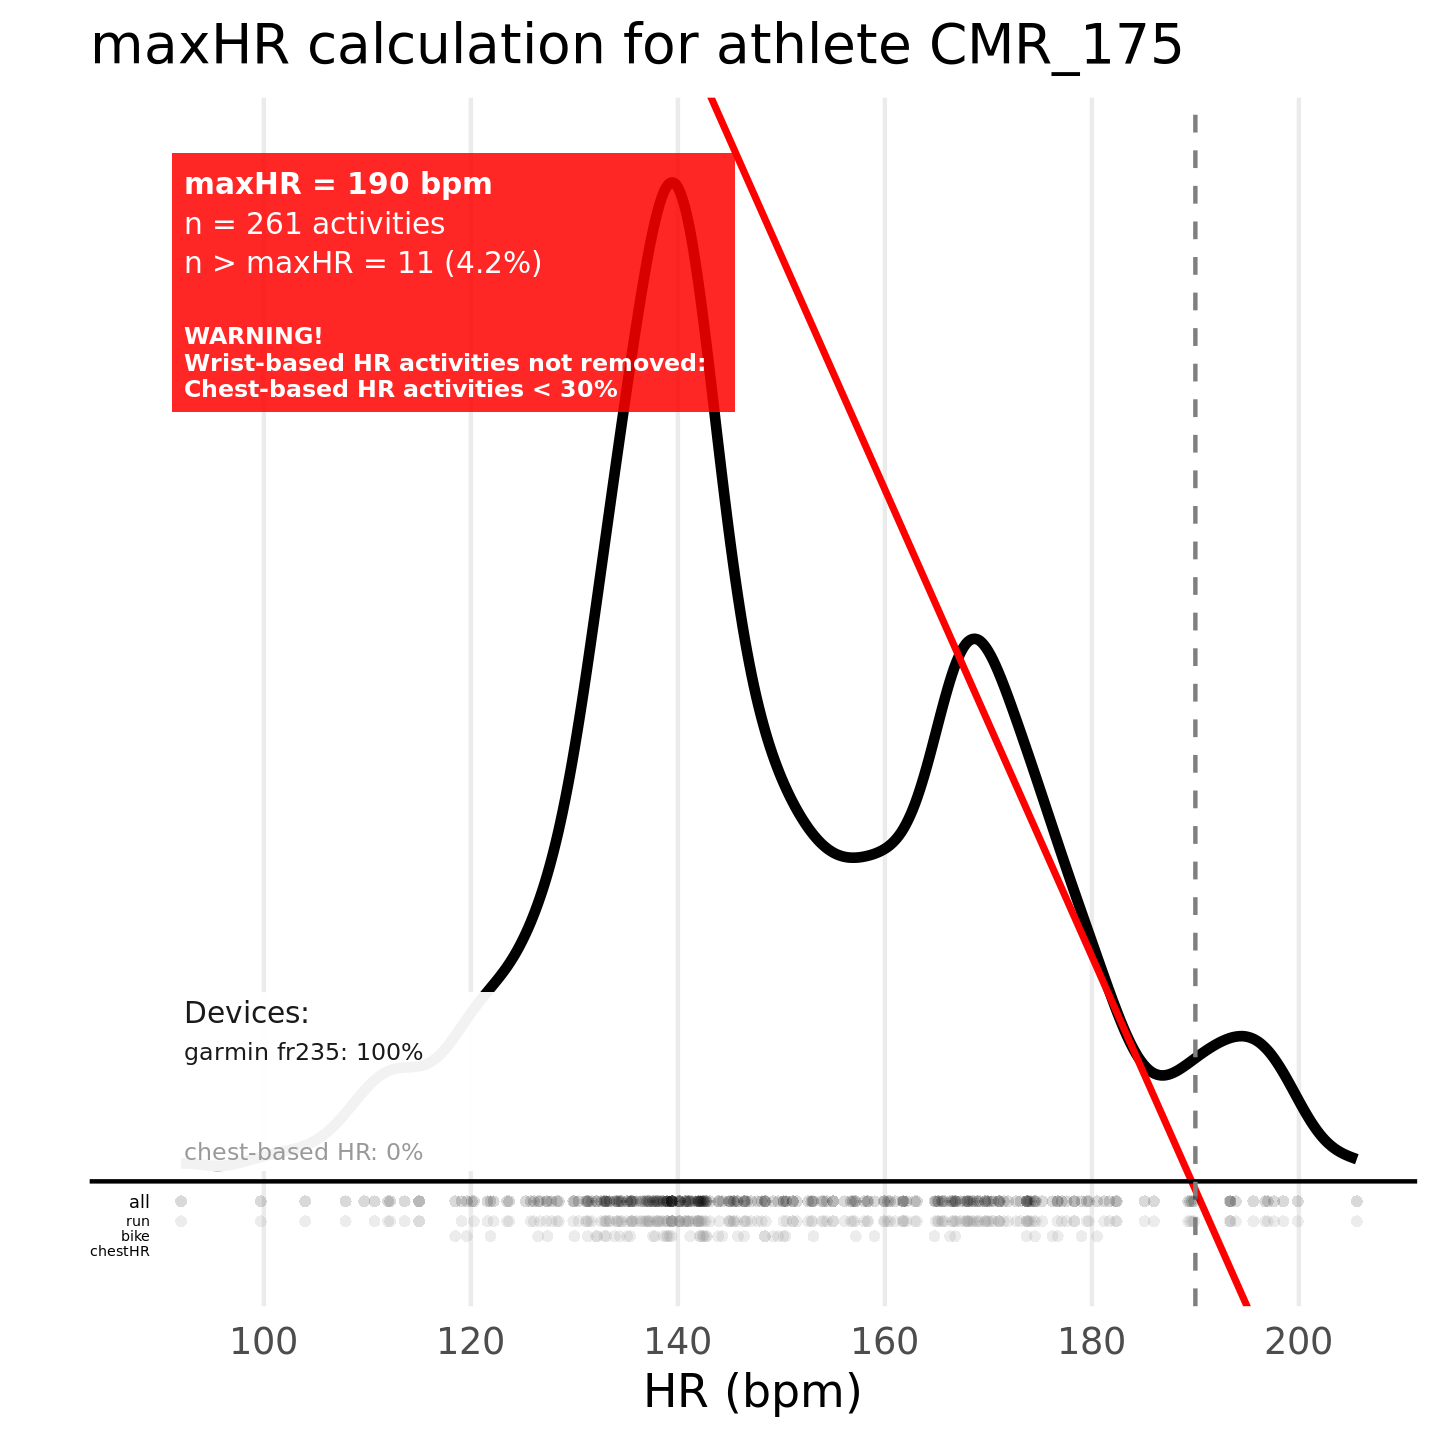 maxHR calculation for athlete CMR_175
maxHR = 190 bpm
n = 261 activities
n > maxHR = 11 (4.2%)
WARNING!
Wrist-based HR activities not removed:
Chest-based HR activities < 30%
Devices:
garmin fr235: 100%
chest-based HR: 0%
all
run
bike
chestHR
100 120 140 160 180 200
HR (bpm)